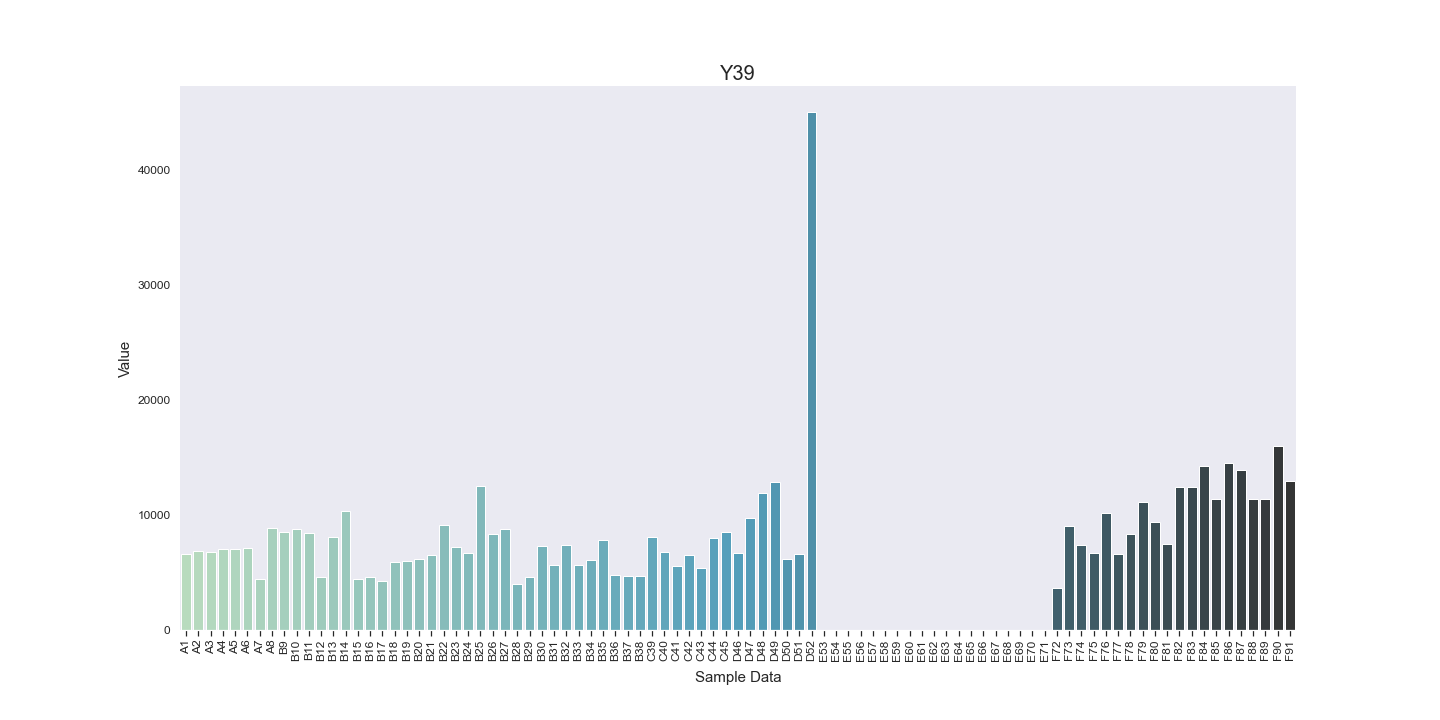 Y39
Value
40000
30000
20000
10000
0
A1 A2 A3 A4 A5 A6 A7 A8 B9 B10 B11 B12 B13 B14 B15 B16 B17 B18 B19 B20 B21 B22 B23 B24 B25 B26 B27 B28 B29 B30 B31 B32 B33 B34 B35 B36 B37 B38 C39 C40 C41 C42 C43 C44 C45 D46 D47 D48 D49 D50 D51 D52 E53 E54 E55 E56 E57 E58 E59 E60 E61 E62 E63 E64 E65 E66 E67 E68 E69 E70 E71 F72 F73 F74 F75 F76 F77 F78 F79 F80 F81 F82 F83 F84 F85 F86 F87 F88 F89 F90 F91
Sample Data